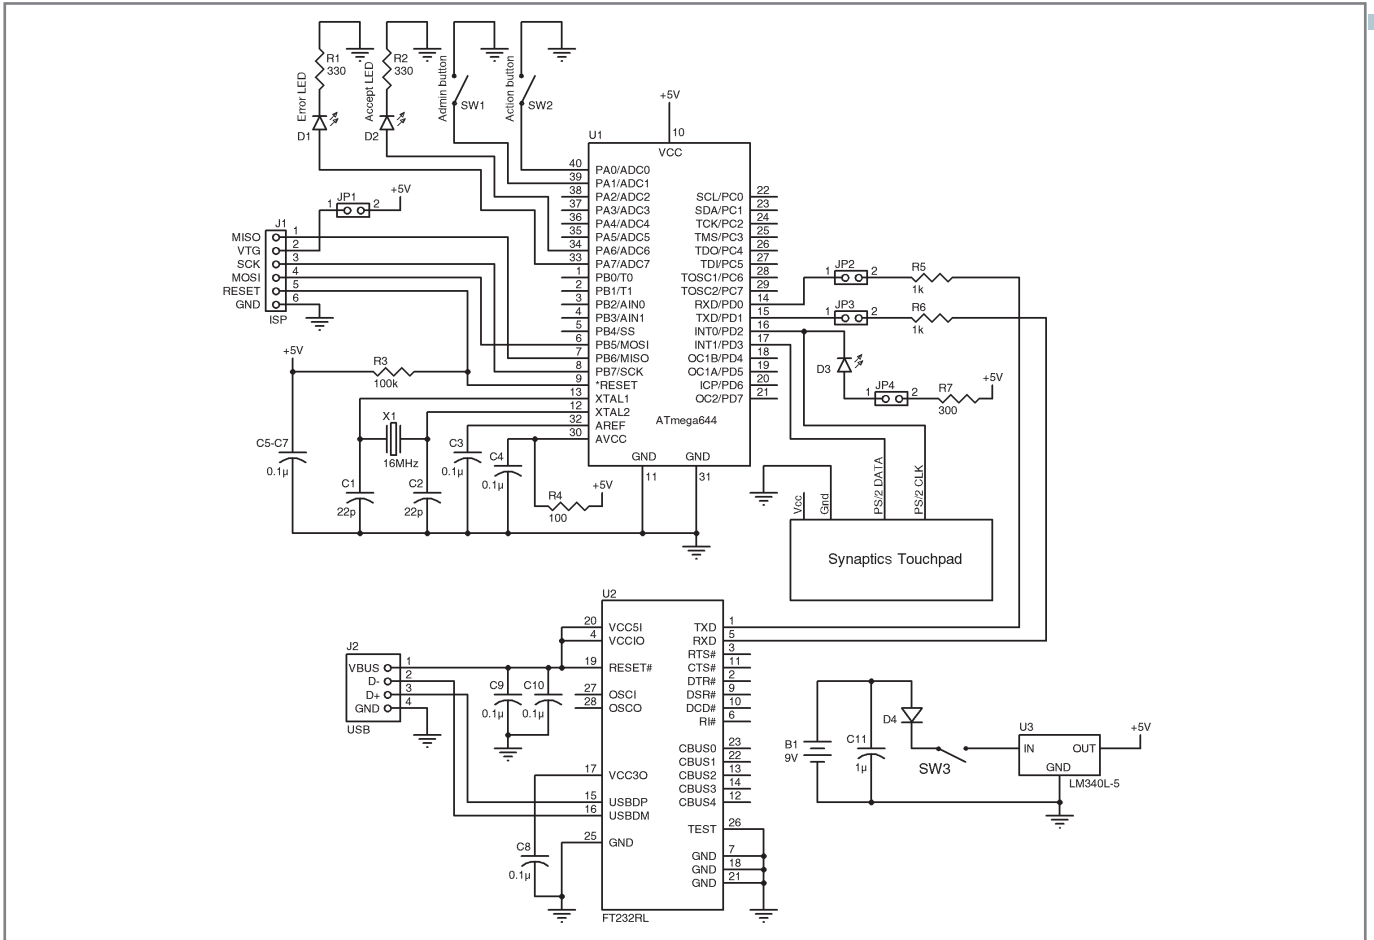 Error LED
R1
330
D1
Accept LED
R2
330
D2
Admin button
SW1
Action button
SW2
+5V
10
U1
VCC
40 PA0/ADC0
39 PA1/ADC1
38 PA2/ADC2
37 PA3/ADC3
36 PA4/ADC4
35 PA5/ADC5
34 PA6/ADC6
33 PA7/ADC7
1 PB0/T0
2 PB1/T1
3 PB2/AIN0
4 PB3/AIN1
5 PB4/SS
6 PB5/MOSI
7 PB6/MISO
8 PB7/SCK
9 *RESET
13 XTAL1
12 XTAL2
32 AREF
30 AVCC
SCL/PC0 22
SDA/PC1 23
TCK/PC2 24
TMS/PC3 25
TDO/PC4 26
TDI/PC5 27
TOSC1/PC6 28
TOSC2/PC7 29
RXD/PD0 14
TXD/PD1 15
INT0/PD2 16
INT1/PD3 17
OC1B/PD4 18
OC1A/PD5 19
ICP/PD6 20
OC2/PD7 21
ATmega644
GND GND
11 31
JP1
1 2
+5V
J1
MISO 1
VTG 2
SCK 3
MOSI 4
RESET 5
GND 6
ISP
+5V
R3
100k
C5-C7
0.1µ
X1
16MHz
C1
22p
C2
22p
C3
0.1µ
C4
0.1µ
R4
100
+5V
JP2
1 2
R5
1k
JP3
1 2
R6
1k
D3
JP4
1 2
R7
300
+5V
Vcc
Gnd
PS/2 DATA
PS/2 CLK
Synaptics Touchpad
U2
20 VCC5I
4 VCCIO
19 RESET#
27 OSCI
28 OSCO
17 VCC3O
15 USBDP
16 USBDM
25 GND
TXD 1
RXD 5
RTS# 3
CTS# 11
DTR# 2
DSR# 9
DCD# 10
RI# 6
CBUS0 23
CBUS1 22
CBUS2 13
CBUS3 14
CBUS4 12
TEST 26
GND 7
GND 18
GND 21
FT232RL
J2
VBUS 1
D- 2
D+ 3
GND 4
USB
C9
0.1µ
C10
0.1µ
C8
0.1µ
B1
9V
C11
1µ
D4
SW3
U3
IN OUT
GND
LM340L-5
+5V